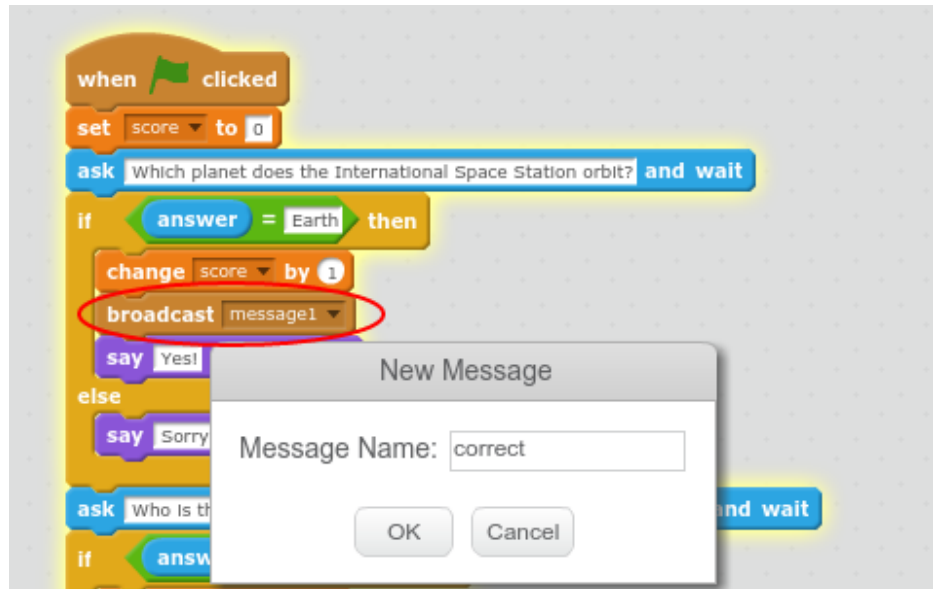 when clicked
set score to 0
ask Which planet does the International Space Station orbit? and wait
if answer = Earth then
change score by 1
broadcast message1
say Yes!
New Message
else
say Sorry
Message Name: correct
ask Who is and wait
OK Cancel
if